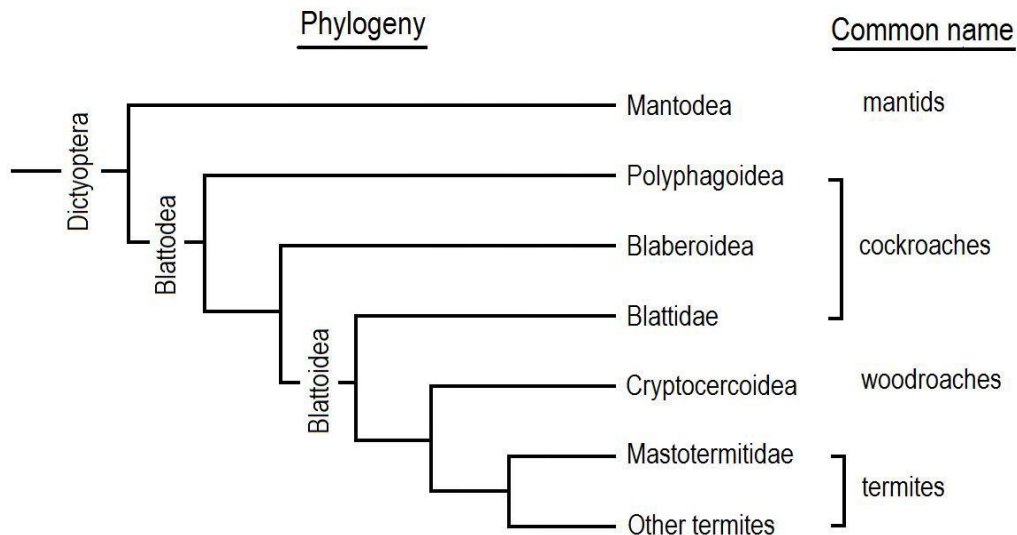 Phylogeny
Common name
Dictyoptera
Blattodea
Blattoidea
Mantodea
mantids
Polyphagoidea
Blaberoidea
cockroaches
Blattidae
Cryptocercoidea
woodroaches
Mastotermitidae
termites
Other termites